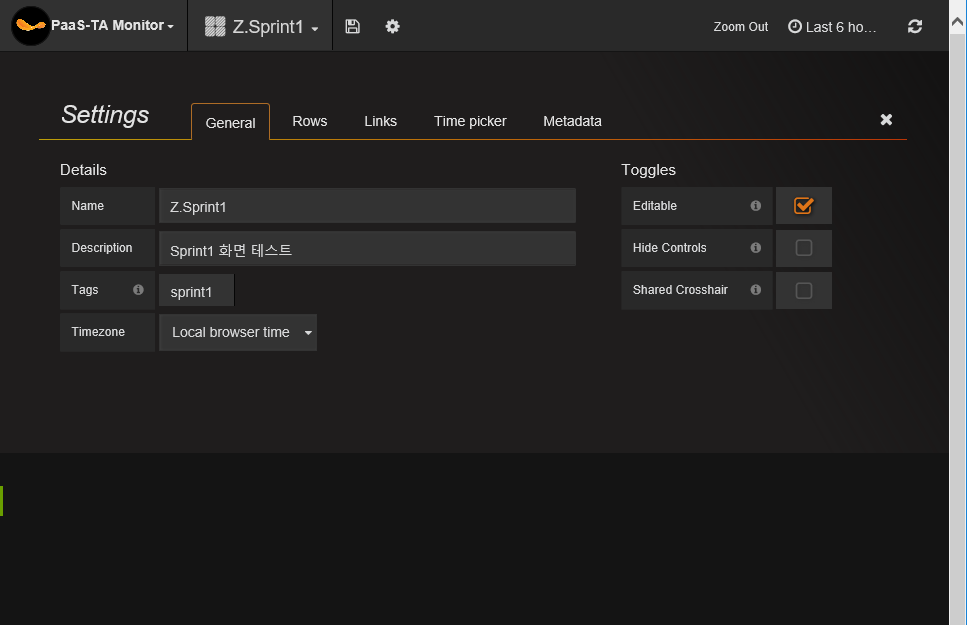 PaaS-TA Monitor
Z.Sprint1
Zoom Out
Last 6 ho...
Settings
General
Rows
Links
Time picker
Metadata
Details
Name
Z.Sprint1
Description
Sprint1 화면 테스트
Tags
sprint1
Timezone
Local browser time
Toggles
Editable
Hide Controls
Shared Crosshair